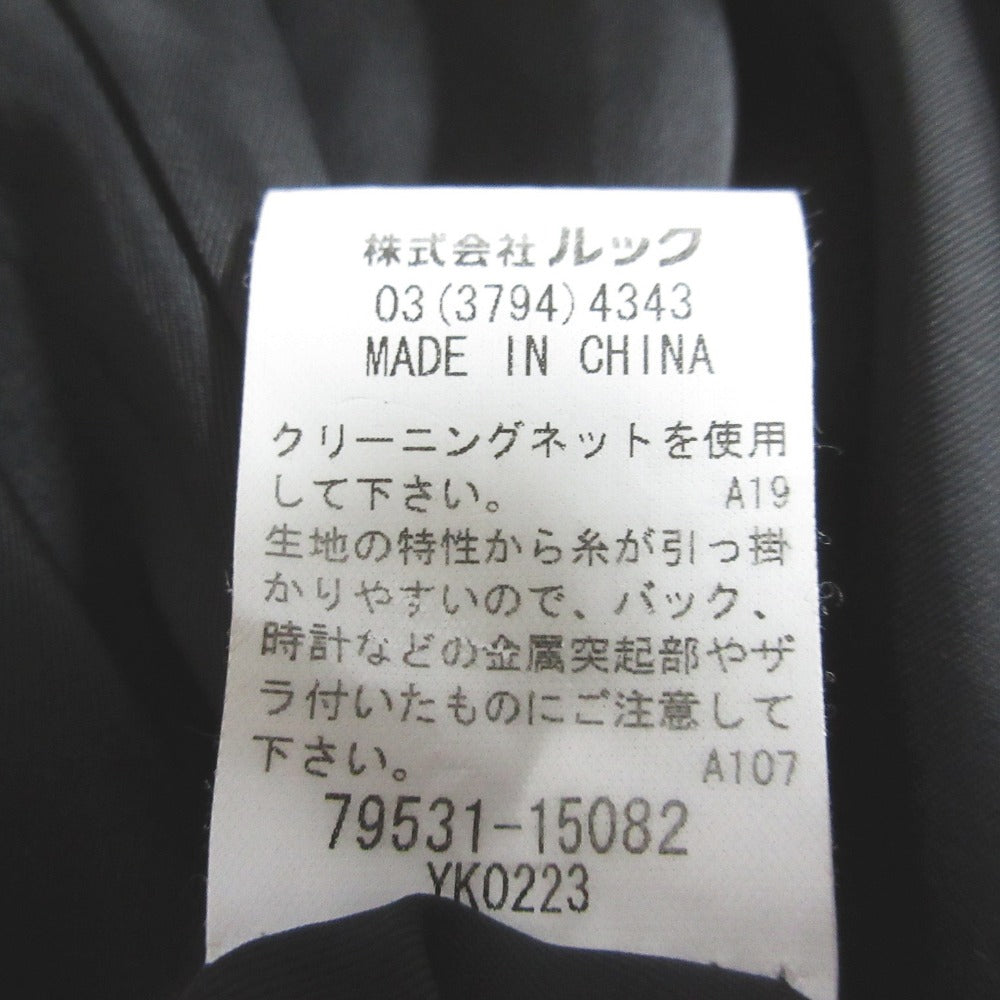 株式会社ルック
03(3794)4343
MADE IN CHINA
クリーニングネットを使用
して下さい。 A19
生地の特性から糸が引っ掛
かりやすいので、バック、
時計などの金属突起部やザ
ラ付いたものにご注意して
下さい。 A107
79531-15082
YK0223